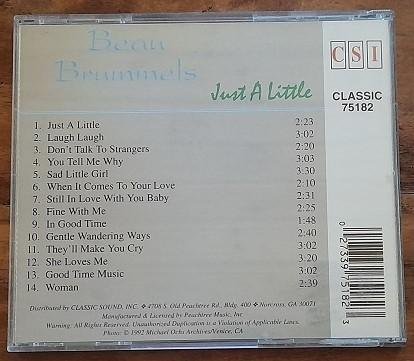 Beau
Brummels
Just A Little
CSI
CLASSIC
75182
1. Just A Little 2:23
2. Laugh Laugh 3:02
3. Don't Talk To Strangers 2:20
4. You Tell Me Why 3:03
5. Sad Little Girl 3:30
6. When It Comes To Your Love 2:10
7. Still In Love With You Baby 2:31
8. Fine With Me 2:25
9. In Good Time 1:48
10. Gentle Wandering Ways 2:40
11. They'll Make You Cry 3:02
12. She Loves Me 3:20
13. Good Time Music 3:02
14. Woman 2:39
Distributed by CLASSIC SOUND, INC. ❖ 4708 S. Old Peachtree Rd., Bldg. 400 ❖ Norcross, GA 30071
Manufactured & Licensed by Peachtree Music, Inc.
Warning: All Rights Reserved. Unauthorized Duplication is a Violation of Applicable Laws.
Photo: © 1992 Michael Ochs Archives/Venice, CA
0 27339 75182 3